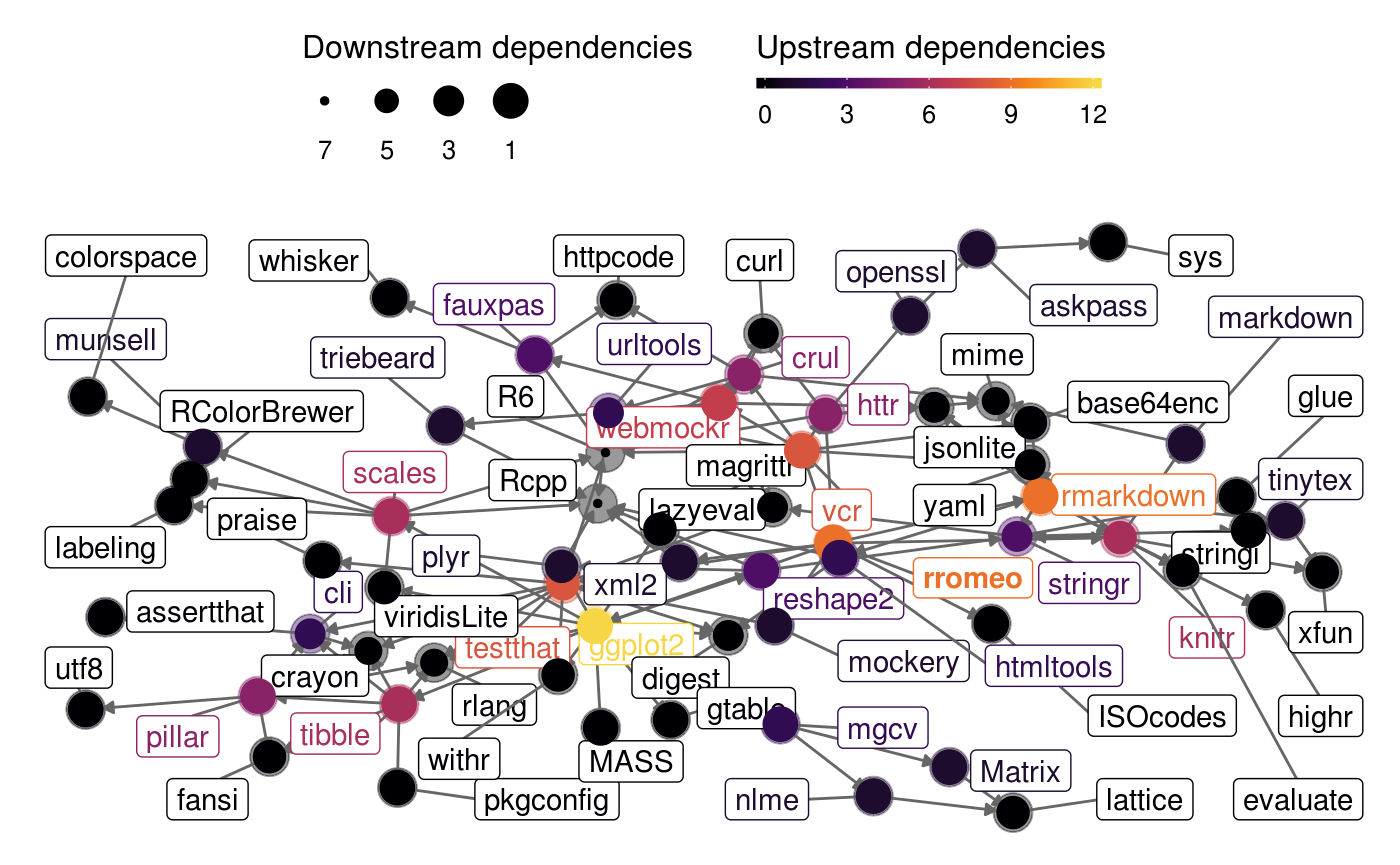 Downstream dependencies
Upstream dependencies
7 5 3 1
0 3 6 9 12
colorspace
whisker
httpcode
curl
openssl
sys
askpass
fauxpas
markdown
munsell
triebeard
urltools
crul
mime
R6
RColorBrewer
httr
base64enc
glue
webmockr
jsonlite
magrittr
scales
Rcpp
tinytex
yaml
rmarkdown
praise
lazyeval
vcr
labeling
plyr
stringi
cli
xml2
rromeo
stringr
reshape2
assertthat
viridisLite
testthat
ggplot2
knitr
xfun
utf8
crayon
digest
mockery
htmltools
rlang
gtable
ISOcodes
highr
pillar
tibble
mgcv
withr
MASS
Matrix
fansi
pkgconfig
nlme
lattice
evaluate